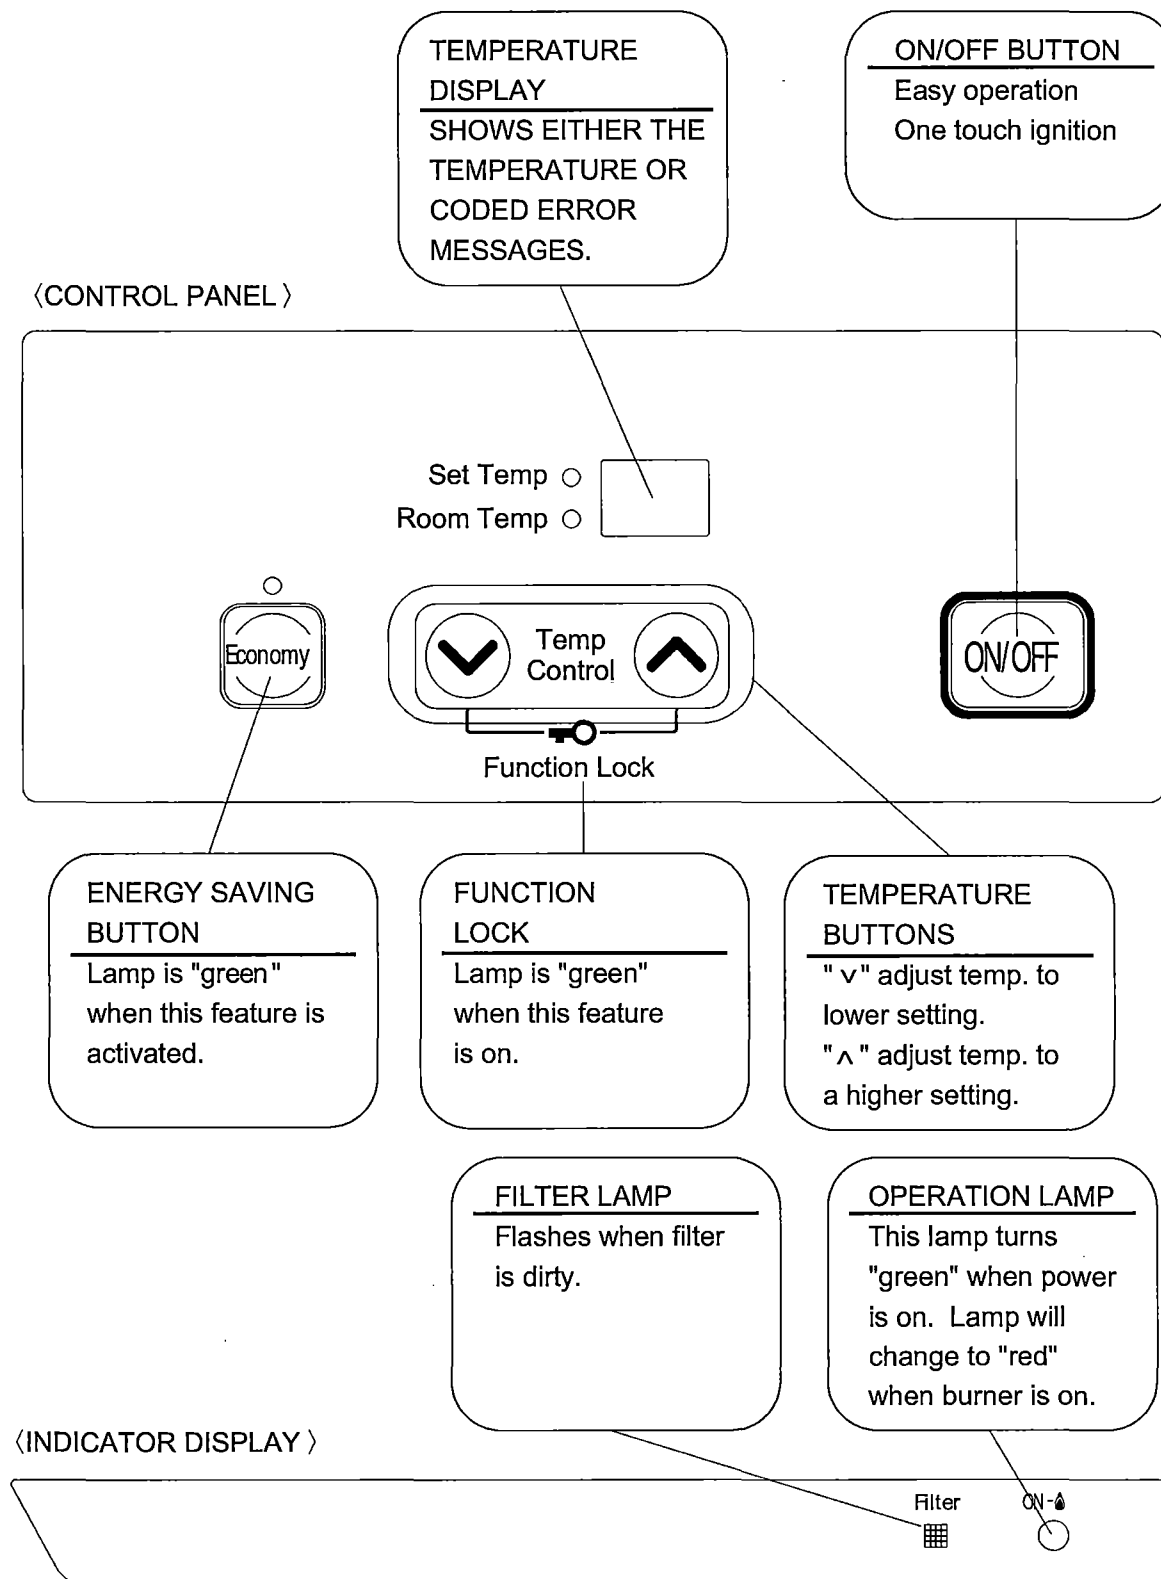 TEMPERATURE
DISPLAY
SHOWS EITHER THE
TEMPERATURE OR
CODED ERROR
MESSAGES.
ON/OFF BUTTON
Easy operation
One touch ignition
〈CONTROL PANEL〉
Set Temp
Room Temp
Economy
Temp
Control
ON/OFF
Function Lock
ENERGY SAVING
BUTTON
Lamp is "green"
when this feature is
activated.
FUNCTION
LOCK
Lamp is "green"
when this feature
is on.
TEMPERATURE
BUTTONS
"∨" adjust temp. to
lower setting.
"∧" adjust temp. to
a higher setting.
FILTER LAMP
Flashes when filter
is dirty.
OPERATION LAMP
This lamp turns
"green" when power
is on. Lamp will
change to "red"
when burner is on.
〈INDICATOR DISPLAY〉
Filter
ON-